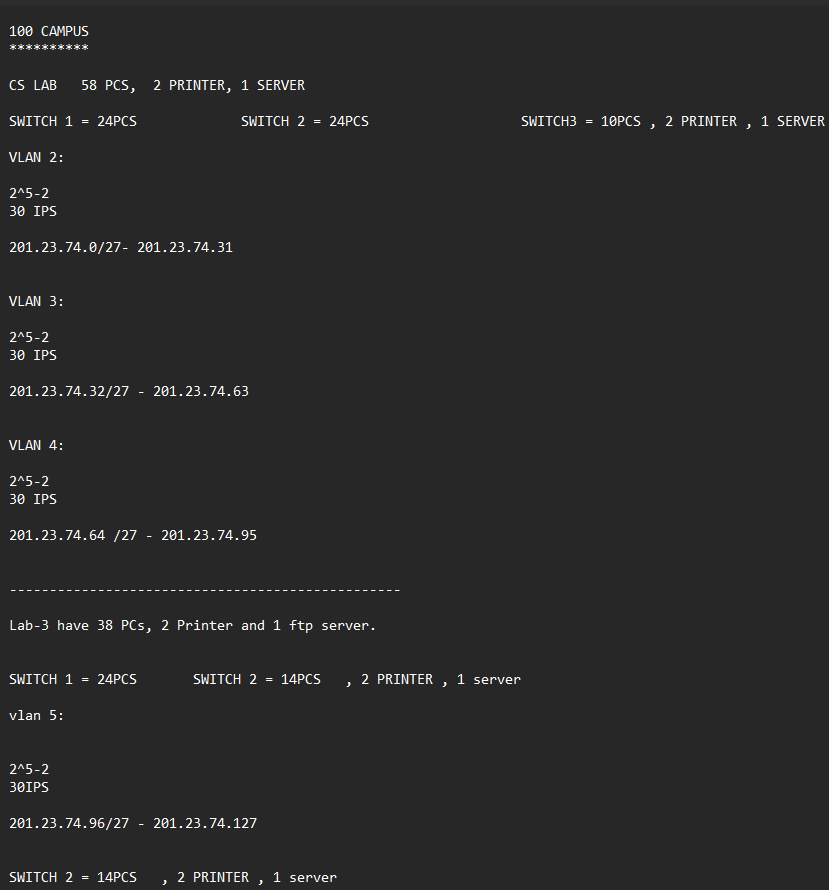 100 CAMPUS
**********
CS LAB   58 PCS,  2 PRINTER, 1 SERVER
SWITCH 1 = 24PCS             SWITCH 2 = 24PCS                   SWITCH3 = 10PCS , 2 PRINTER , 1 SERVER
VLAN 2:
2^5-2
30 IPS
201.23.74.0/27- 201.23.74.31
VLAN 3:
2^5-2
30 IPS
201.23.74.32/27 - 201.23.74.63
VLAN 4:
2^5-2
30 IPS
201.23.74.64 /27 - 201.23.74.95
-------------------------------------------------
Lab-3 have 38 PCs, 2 Printer and 1 ftp server.
SWITCH 1 = 24PCS       SWITCH 2 = 14PCS   , 2 PRINTER , 1 server
vlan 5:
2^5-2
30IPS
201.23.74.96/27 - 201.23.74.127
SWITCH 2 = 14PCS   , 2 PRINTER , 1 server